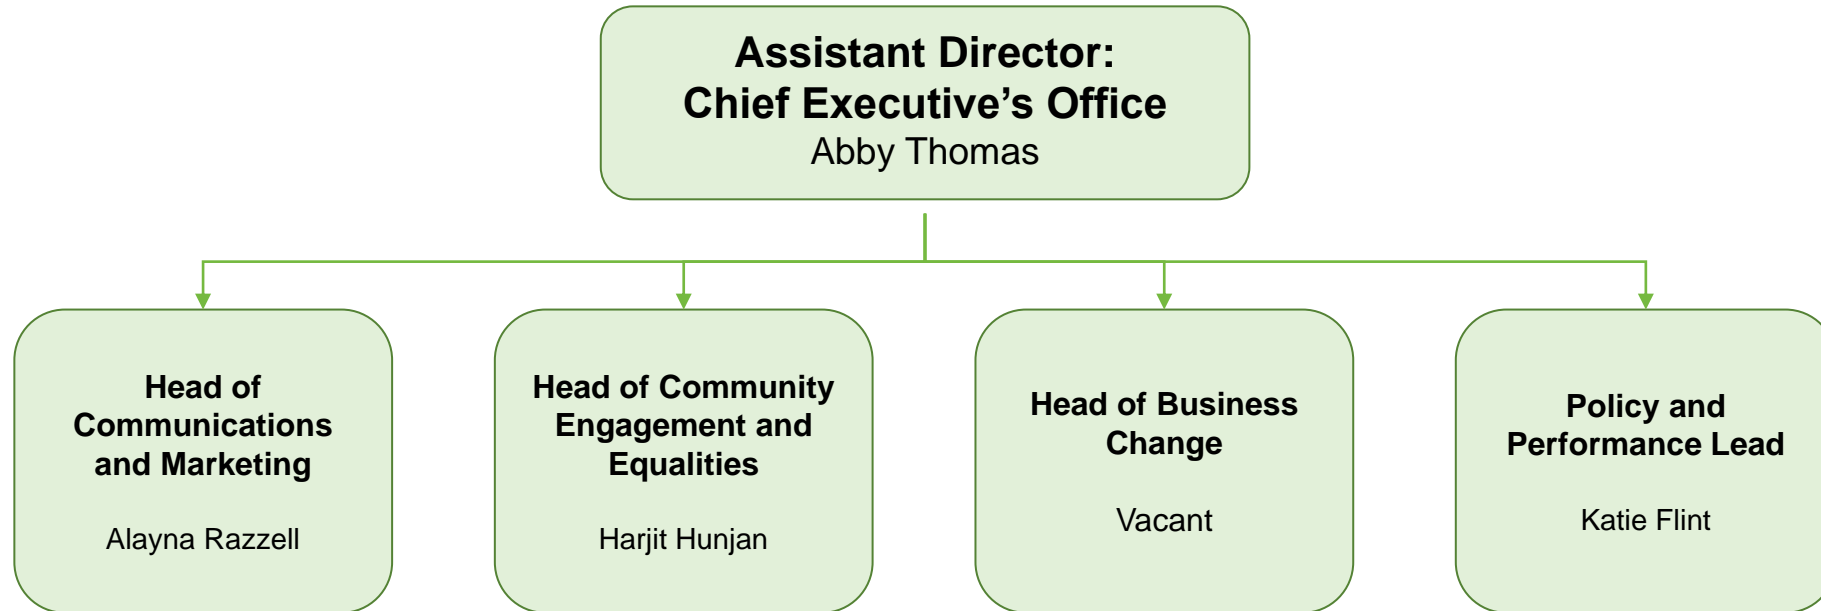 Assistant Director:
Chief Executive’s Office
Abby Thomas
Head of
Communications
and Marketing
Alayna Razzell
Head of Community
Engagement and
Equalities
Harjit Hunjan
Head of Business
Change
Vacant
Policy and
Performance Lead
Katie Flint